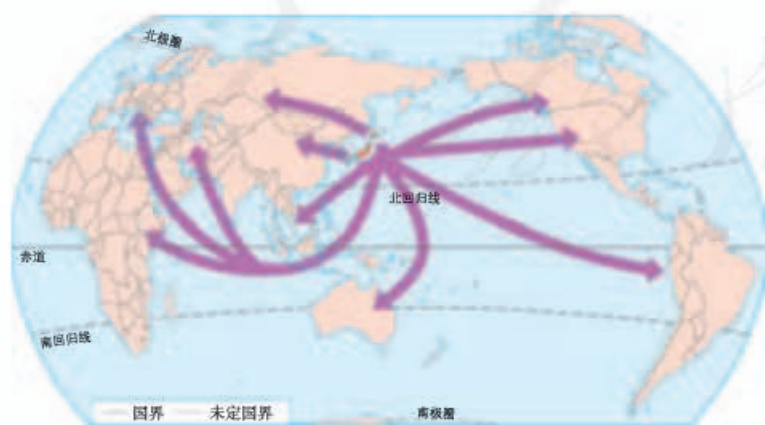 北极圈
北回归线
赤道
南回归线
国界
未定国界
南极圈